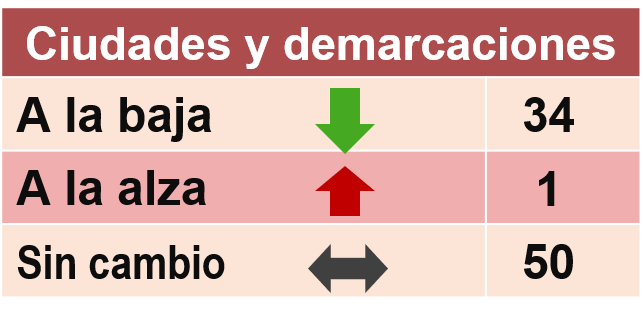 Ciudades y demarcaciones
A la baja 34
A la alza 1
Sin cambio 50